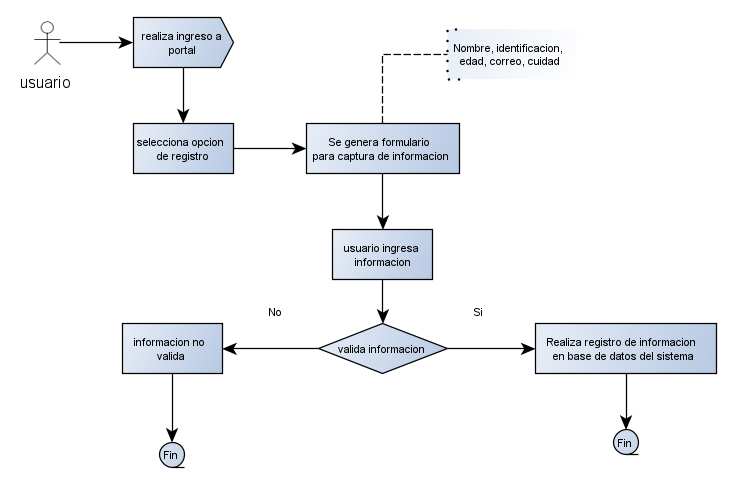 realiza ingreso a
portal
usuario
Nombre, identificacion,
edad, correo, cuidad
selecciona opcion
de registro
Se genera formulario
para captura de informacion
usuario ingresa
informacion
No
Si
informacion no
valida
valida informacion
Realiza registro de informacion
en base de datos del sistema
Fin
Fin